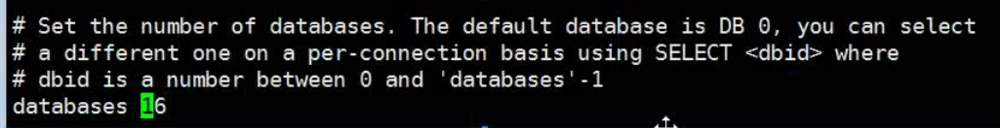 # Set the number of databases. The default database is DB 0, you can select
# a different one on a per-connection basis using SELECT <dbid> where
# dbid is a number between 0 and 'databases'-1
databases 16